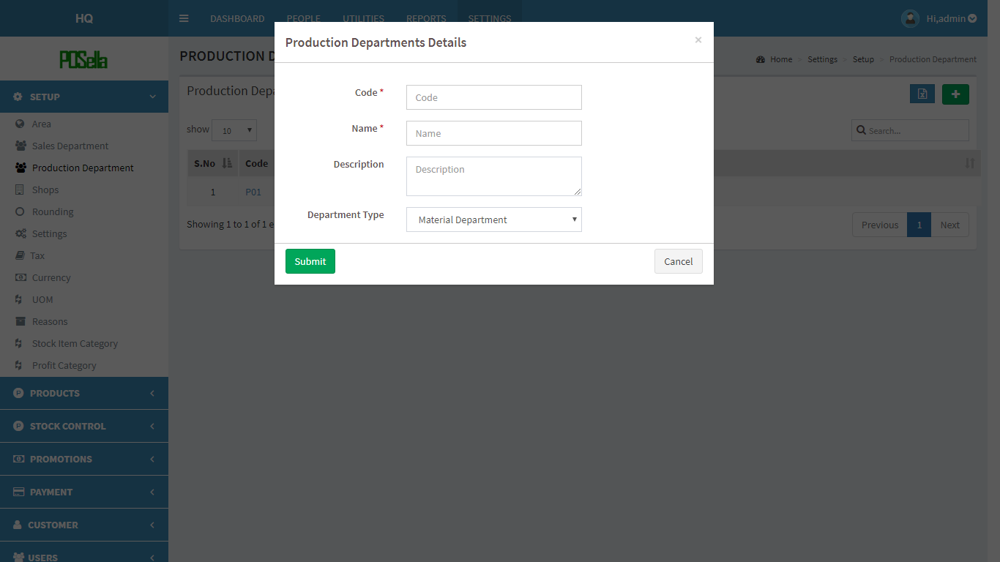 HQ
DASHBOARD PEOPLE UTILITIES REPORTS SETTINGS
Hi,admin
POSella
PRODUCTION D
Home Settings Setup Production Department
Production Departments Details ×
Code *
Code
Name *
Name
Description
Description
Department Type
Material Department
Submit
Cancel
Production Depa
show 10
Search...
S.No Code
1 P01
Showing 1 to 1 of 1 e
Previous 1 Next
SETUP
Area
Sales Department
Production Department
Shops
Rounding
Settings
Tax
Currency
UOM
Reasons
Stock Item Category
Profit Category
PRODUCTS
STOCK CONTROL
PROMOTIONS
PAYMENT
CUSTOMER
USERS